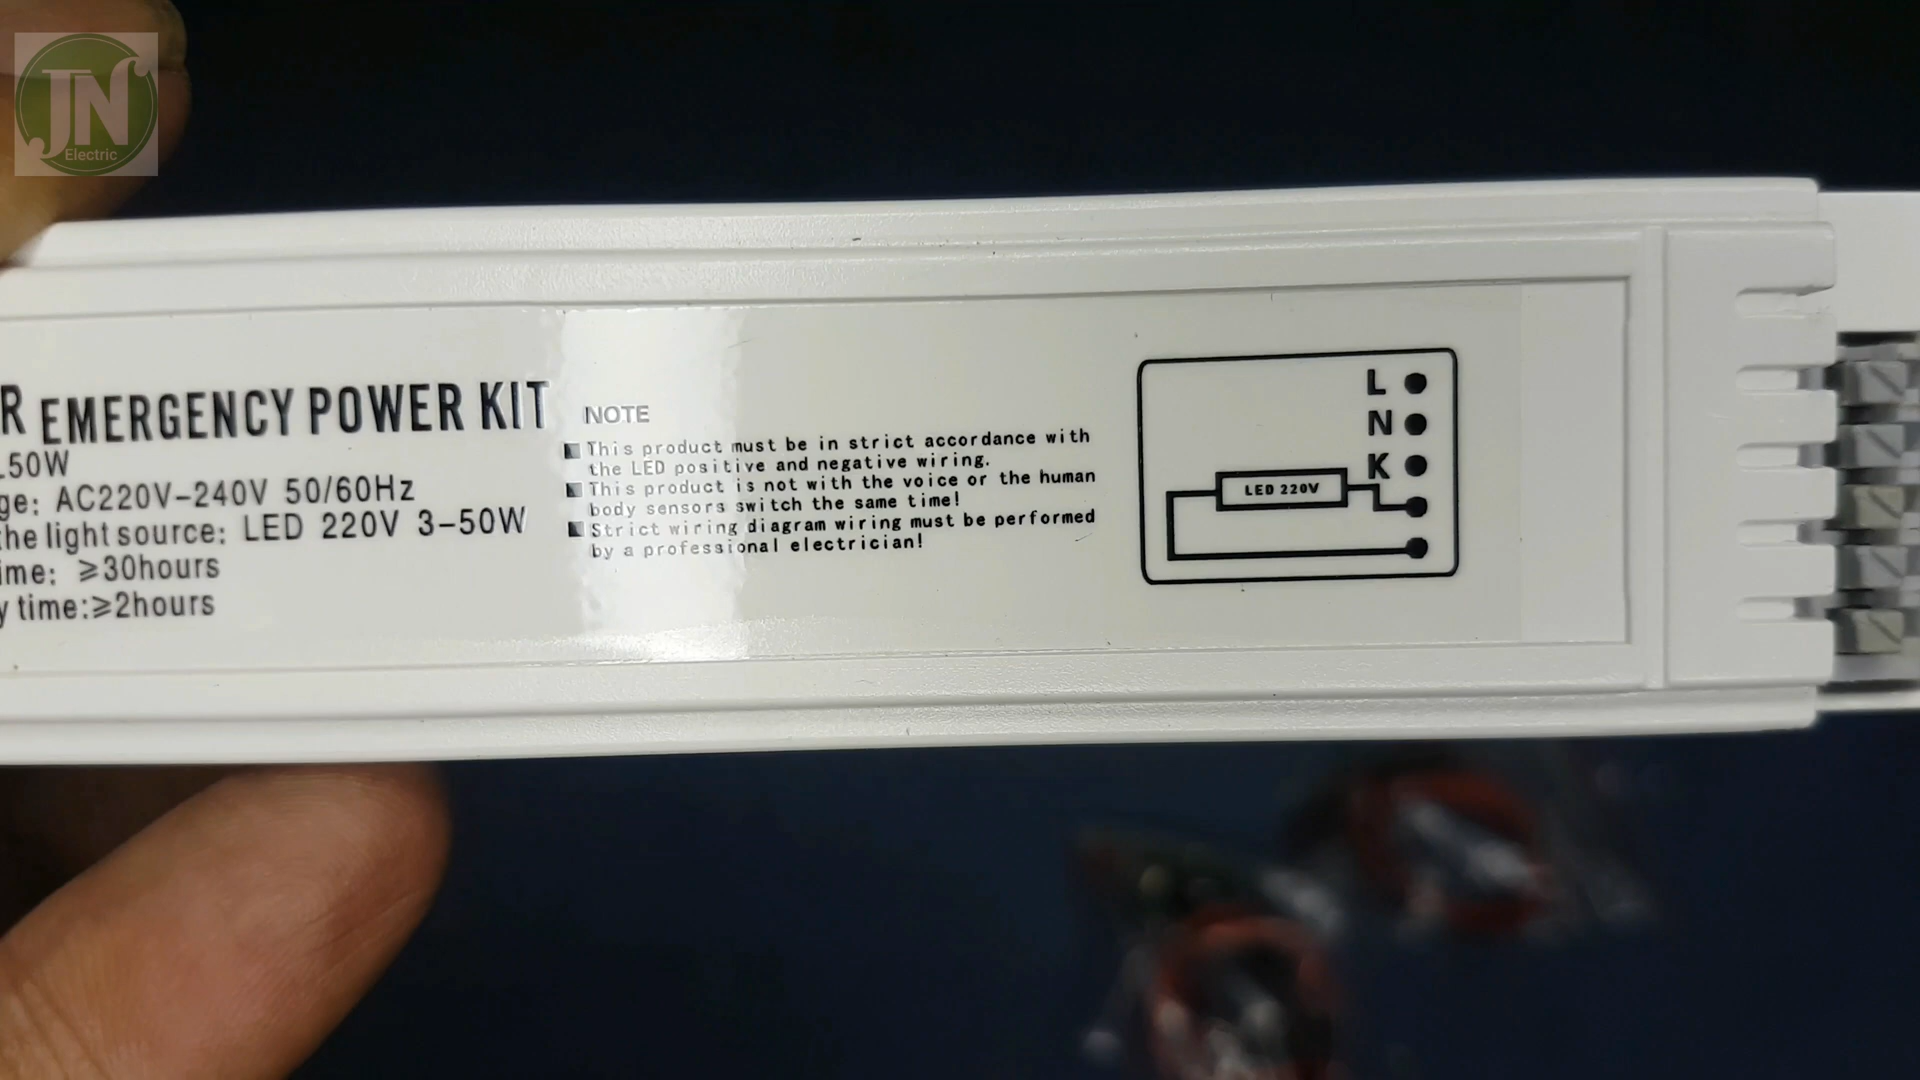 JN
Electric
R EMERGENCY POWER KIT
L50W
ge: AC220V-240V 50/60Hz
the light source: LED 220V 3-50W
ime: ⩾30hours
y time:⩾2hours
NOTE
This product must be in strict accordance with
the LED positive and negative wiring.
This product is not with the voice or the human
body sensors switch the same time!
Strict wiring diagram wiring must be performed
by a professional electrician!
L
N
K
LED 220V